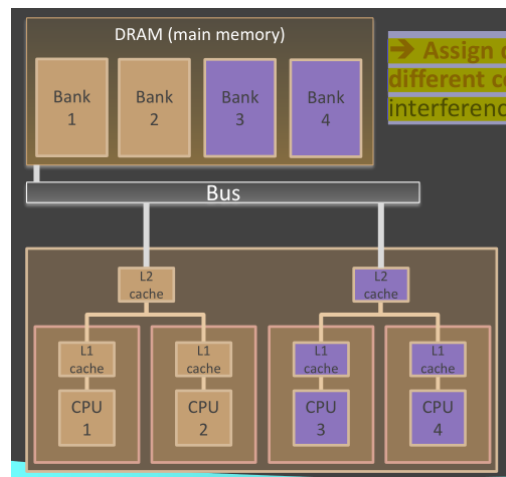 DRAM (main memory)
➔ Assign
different
Bank Bank Bank Bank
1 2 3 4
Bus
L2 L2
cache cache
L1 L1 L1 L1
cache cache cache cache
CPU CPU CPU CPU
1 2 3 4